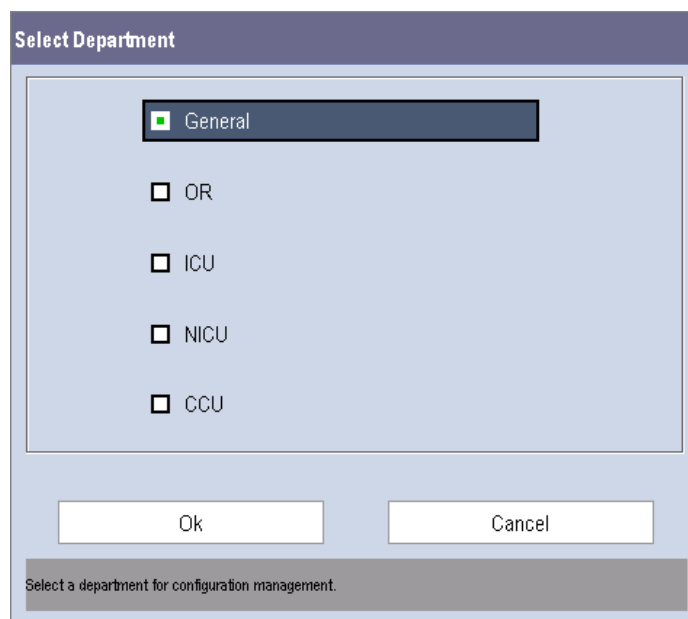 Select Department
General
OR
ICU
NICU
CCU
Ok Cancel
Select a department for configuration management.